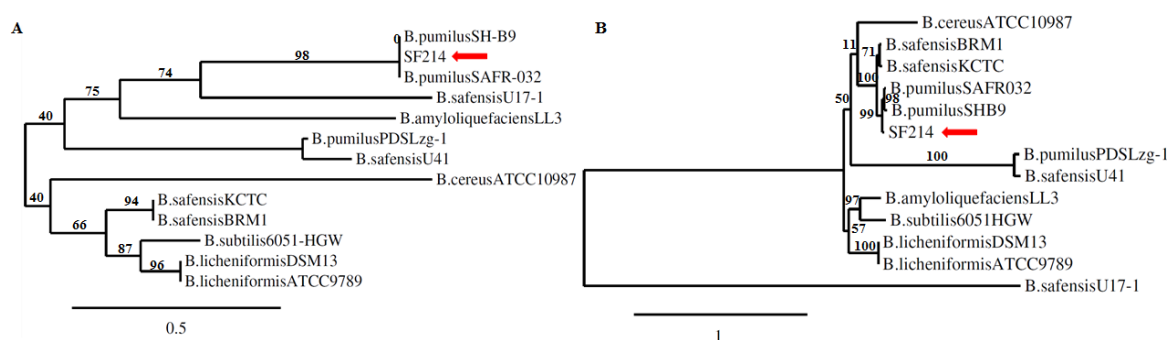 A
0
B.pumilusSH-B9
98
SF214
74
B.pumilusSAFR-032
75
B.safensisU17-1
B.amyloliquefaciensLL3
40
B.pumilusPDSLzg-1
B.safensisU41
B.cereusATCC10987
40
94
B.safensisKCTC
B.safensisBRM1
66
B.subtilis6051-HGW
87
B.licheniformisDSM13
96
B.licheniformisATCC9789
0.5
B
B.cereusATCC10987
11
71
B.safensisBRM1
B.safensisKCTC
100
B.pumilusSAFR032
98
B.pumilusSHB9
50
99
SF214
100
B.pumilusPDSLzg-1
B.safensisU41
B.amyloliquefaciensLL3
97
B.subtilis6051HGW
57
B.licheniformisDSM13
100
B.licheniformisATCC9789
B.safensisU17-1
1